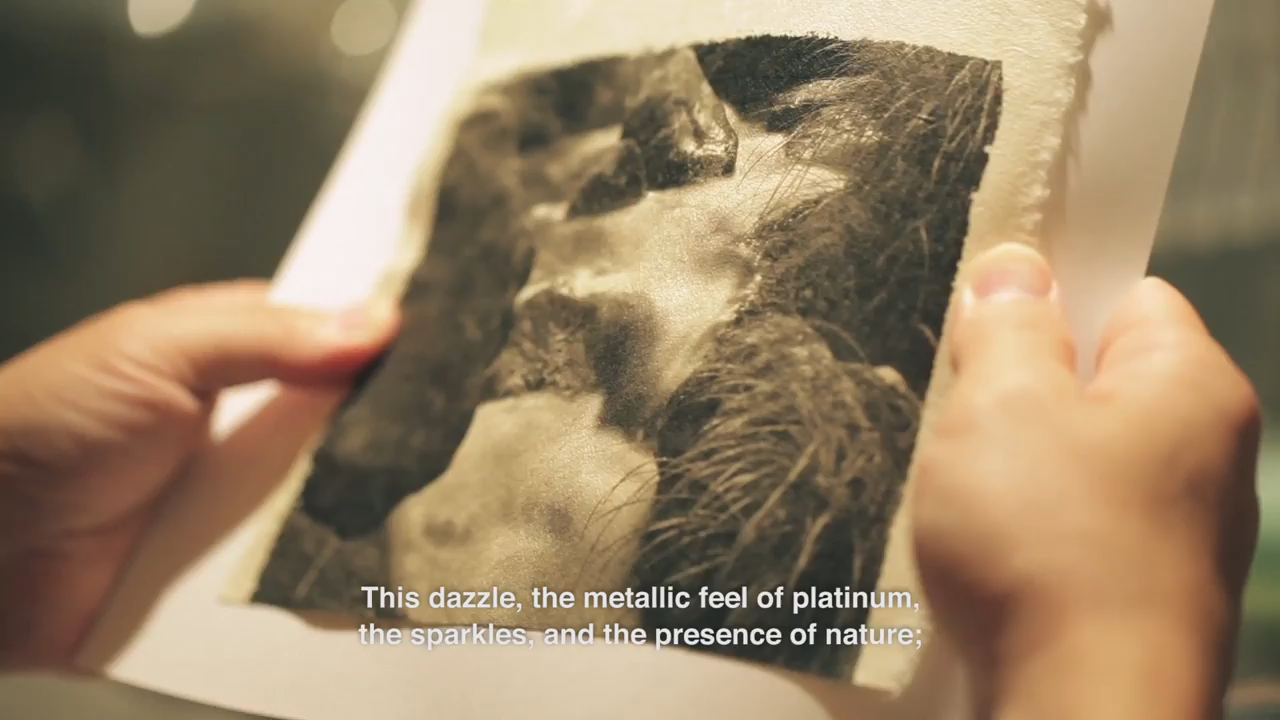 This dazzle, the metallic feel of platinum,
the sparkles, and the presence of nature;